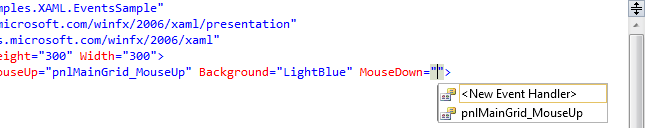 mples.XAML.EventsSample"
microsoft.com/winfx/2006/xaml/presentation"
s.microsoft.com/winfx/2006/xaml"
eight="300" Width="300">
ouseUp="pnlMainGrid_MouseUp" Background="LightBlue" MouseDown="">
<New Event Handler>
pnlMainGrid_MouseUp